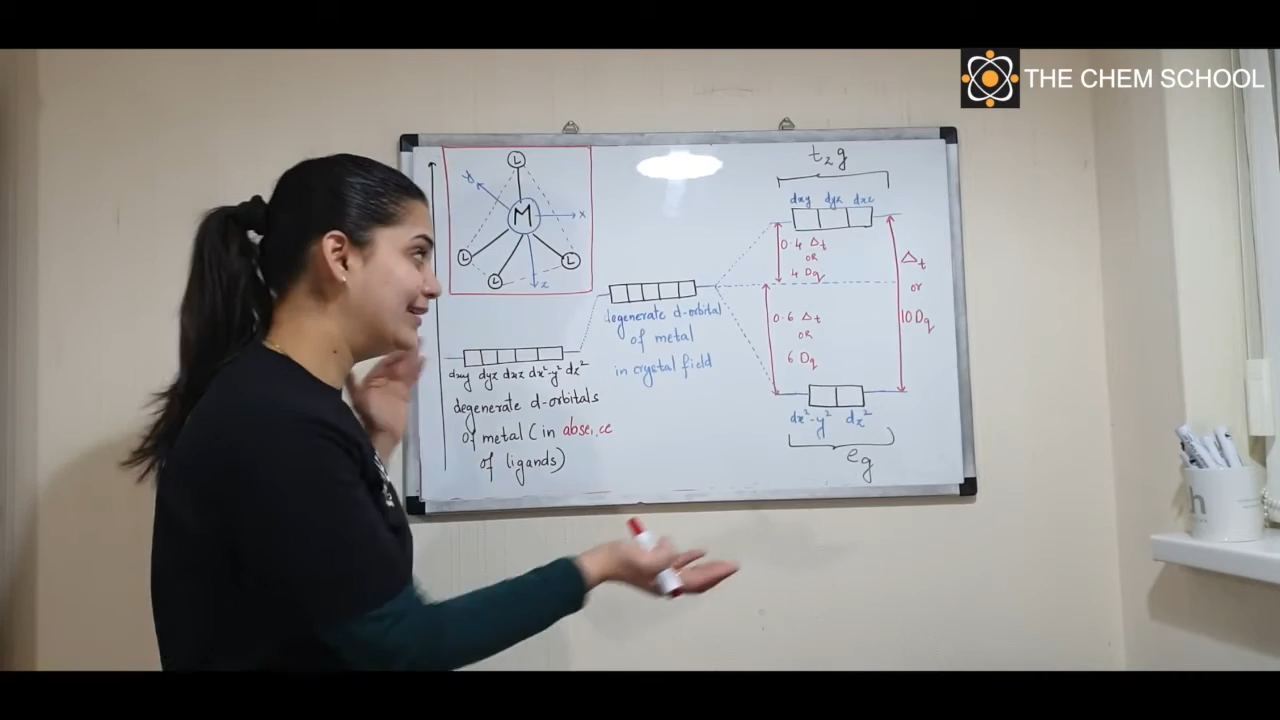 THE CHEM SCHOOL
L
y
M
x
L
L
L
z
dxy dyz dxz dx²-y² dz²
degenerate d-orbitals
of metal (in
of ligands)
degenerate d-orbital
of metal
in crystal field
t₂g
dxy dyz dxz
0.4 Δt
OR
4 Dq
0.6 Δt
OR
6 Dq
Δt
or
10 Dq
dx²-y² dz²
eg
h